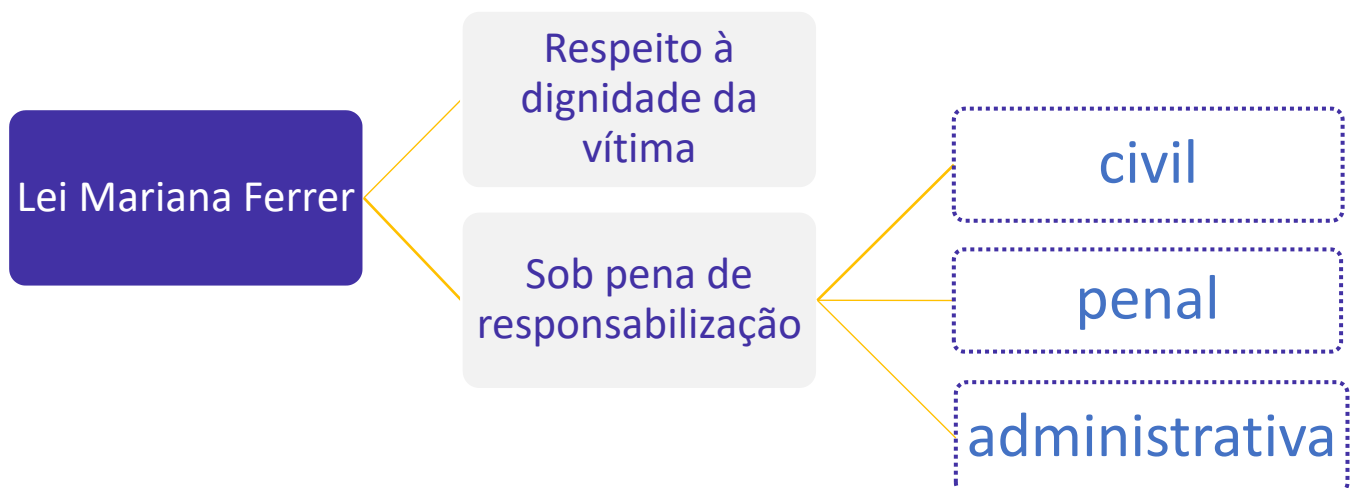 Lei Mariana Ferrer
Respeito à
dignidade da
vítima
Sob pena de
responsabilização
civil
penal
administrativa